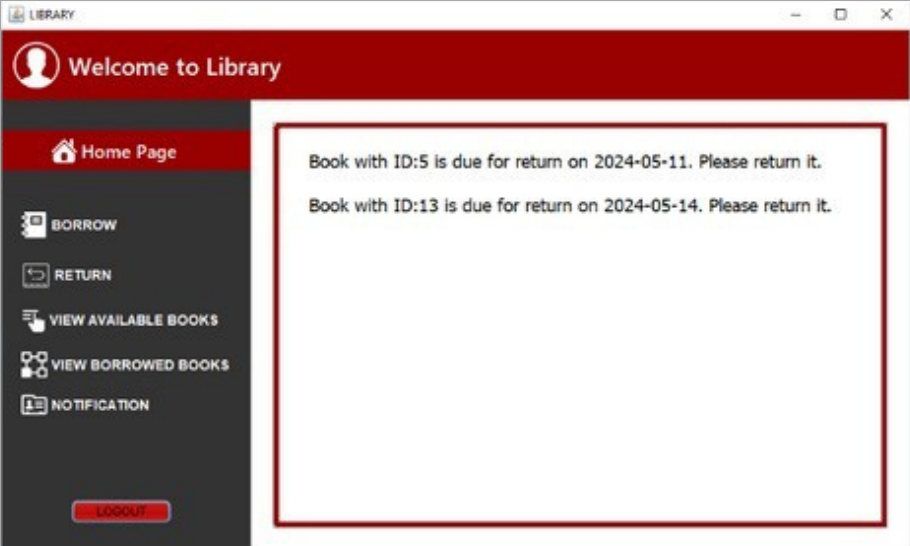 LIBRARY
Welcome to Library
Home Page
BORROW
RETURN
VIEW AVAILABLE BOOKS
VIEW BORROWED BOOKS
NOTIFICATION
LOGOUT
Book with ID:5 is due for return on 2024-05-11. Please return it.
Book with ID:13 is due for return on 2024-05-14. Please return it.